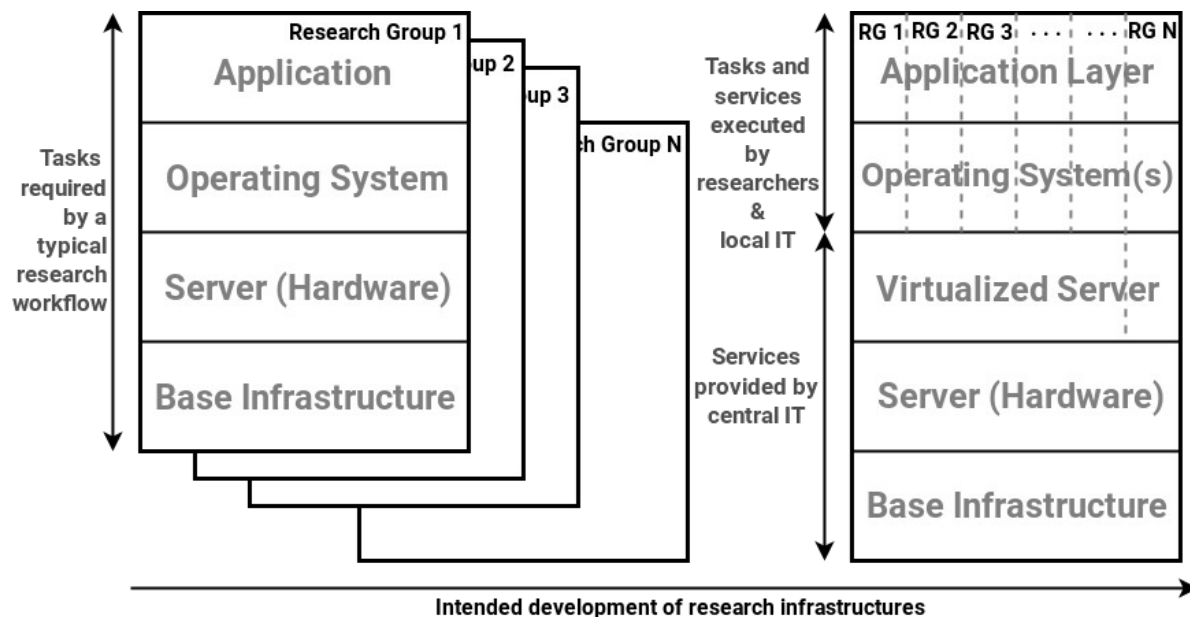 Tasks
required
by a
typical
research
workflow
Research Group 1
Application
Operating System
Server (Hardware)
Base Infrastructure
up 2
up 3
h Group N
Tasks and
services
executed
by
researchers
&
local IT
Services
provided by
central IT
RG 1 RG 2 RG 3 ... ... RG N
Application Layer
Operating System(s)
Virtualized Server
Server (Hardware)
Base Infrastructure
Intended development of research infrastructures